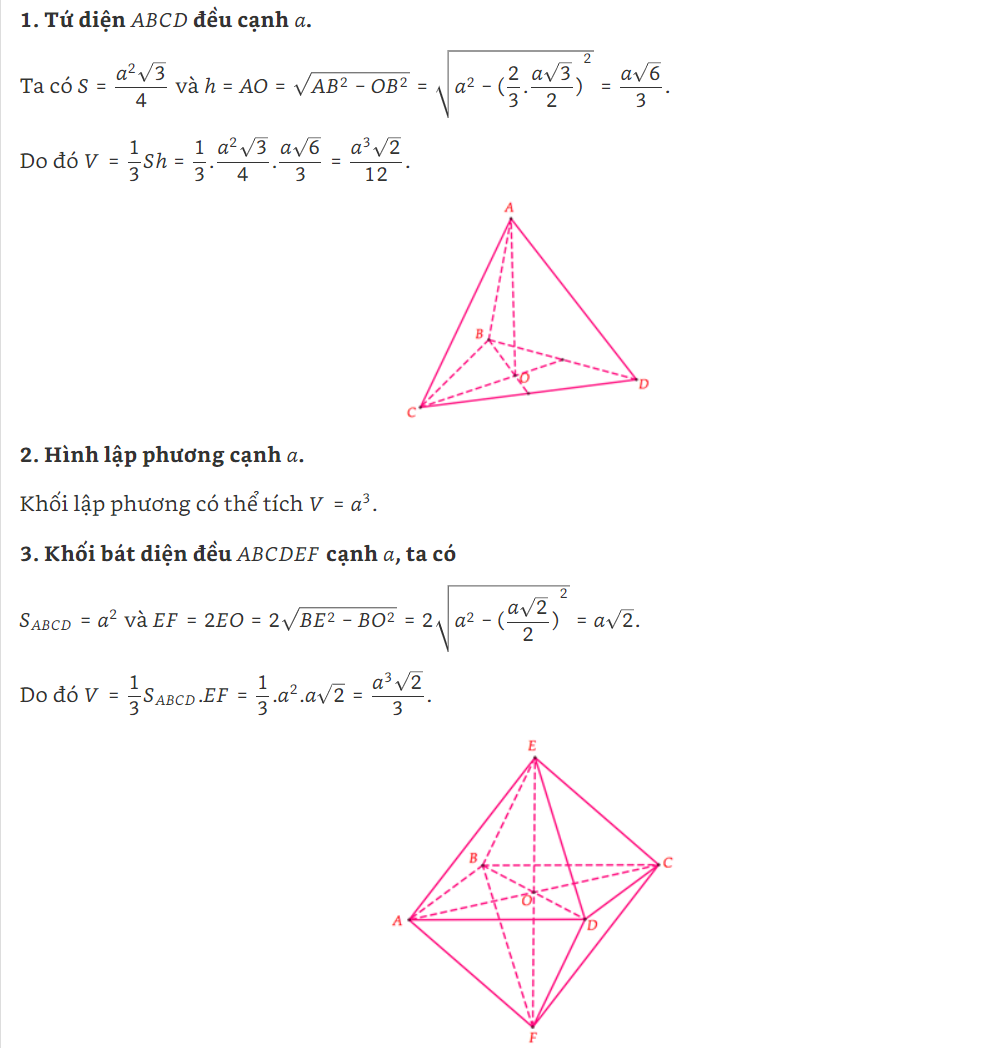 1. Tứ diện ABCD đều cạnh a.
Ta có S = a²√3/4 và h = AO = √(AB² − OB²) = √(a² − (2/3 . a√3/2)²) = a√6/3.
Do đó V = 1/3 Sh = 1/3 . a²√3/4 . a√6/3 = a³√2/12.
A
B
O
D
C
2. Hình lập phương cạnh a.
Khối lập phương có thể tích V = a³.
3. Khối bát diện đều ABCDEF cạnh a, ta có
S_ABCD = a² và EF = 2EO = 2√(BE² − BO²) = 2√(a² − (a√2/2)²) = a√2.
Do đó V = 1/3 S_ABCD.EF = 1/3 .a².a√2 = a³√2/3.
E
B
C
O
A
D
F